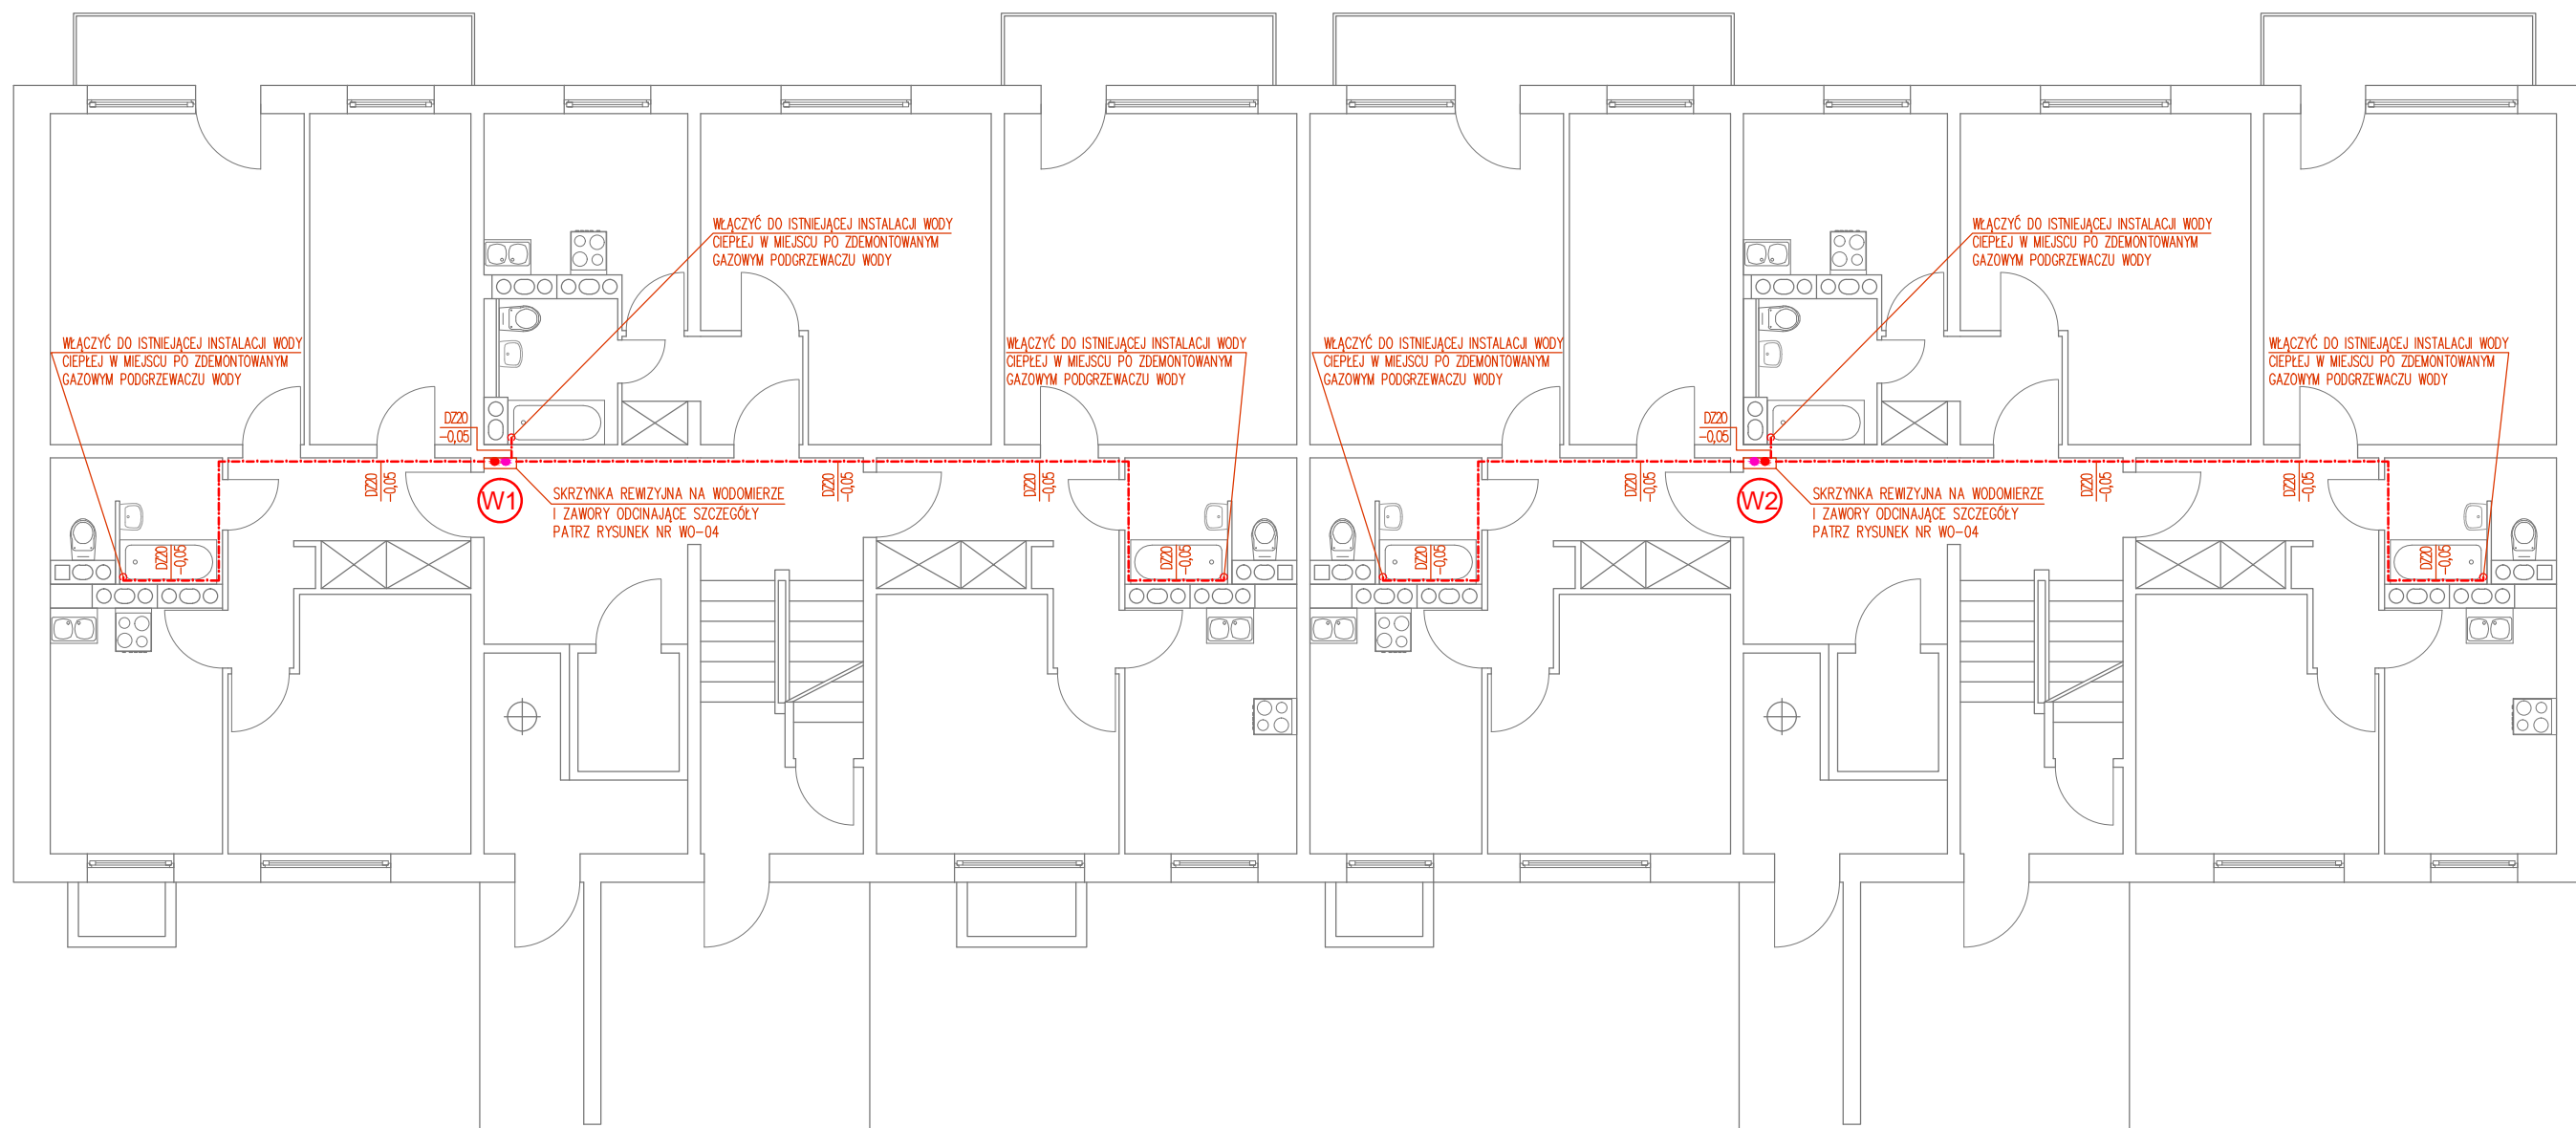 WŁĄCZYĆ DO ISTNIEJĄCEJ INSTALACJI WODY
CIEPŁEJ W MIEJSCU PO ZDEMONTOWANYM
GAZOWYM PODGRZEWACZU WODY
WŁĄCZYĆ DO ISTNIEJĄCEJ INSTALACJI WODY
CIEPŁEJ W MIEJSCU PO ZDEMONTOWANYM
GAZOWYM PODGRZEWACZU WODY
WŁĄCZYĆ DO ISTNIEJĄCEJ INSTALACJI WODY
CIEPŁEJ W MIEJSCU PO ZDEMONTOWANYM
GAZOWYM PODGRZEWACZU WODY
WŁĄCZYĆ DO ISTNIEJĄCEJ INSTALACJI WODY
CIEPŁEJ W MIEJSCU PO ZDEMONTOWANYM
GAZOWYM PODGRZEWACZU WODY
WŁĄCZYĆ DO ISTNIEJĄCEJ INSTALACJI WODY
CIEPŁEJ W MIEJSCU PO ZDEMONTOWANYM
GAZOWYM PODGRZEWACZU WODY
WŁĄCZYĆ DO ISTNIEJĄCEJ INSTALACJI WODY
CIEPŁEJ W MIEJSCU PO ZDEMONTOWANYM
GAZOWYM PODGRZEWACZU WODY
DZ20
-0,05
DZ20
-0,05
DZ20
-0,05
DZ20
-0,05
DZ20
-0,05
DZ20
-0,05
DZ20
-0,05
DZ20
-0,05
W1
SKRZYNKA REWIZYJNA NA WODOMIERZE
I ZAWORY ODCINAJĄCE SZCZEGÓŁY
PATRZ RYSUNEK NR WO-04
W2
SKRZYNKA REWIZYJNA NA WODOMIERZE
I ZAWORY ODCINAJĄCE SZCZEGÓŁY
PATRZ RYSUNEK NR WO-04
DZ20
-0,05
DZ20
-0,05
DZ20
-0,05
DZ20
-0,05